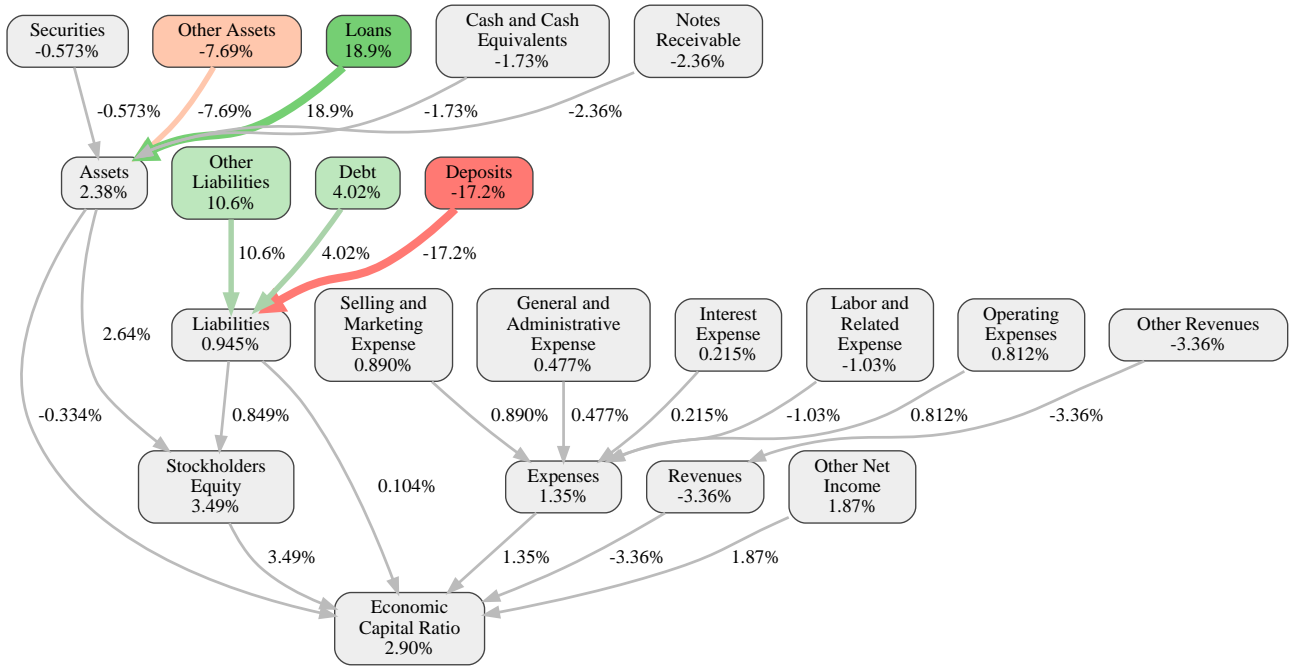 Securities
-0.573%
Other Assets
-7.69%
Loans
18.9%
Cash and Cash
Equivalents
-1.73%
Notes
Receivable
-2.36%
-0.573%
-7.69%
18.9%
-1.73%
-2.36%
Assets
2.38%
Other
Liabilities
10.6%
Debt
4.02%
Deposits
-17.2%
10.6%
4.02%
-17.2%
Liabilities
0.945%
Selling and
Marketing
Expense
0.890%
General and
Administrative
Expense
0.477%
Interest
Expense
0.215%
Labor and
Related
Expense
-1.03%
Operating
Expenses
0.812%
Other Revenues
-3.36%
2.64%
-0.334%
0.849%
0.890%
0.477%
0.215%
-1.03%
0.812%
-3.36%
Stockholders
Equity
3.49%
0.104%
Expenses
1.35%
Revenues
-3.36%
Other Net
Income
1.87%
3.49%
1.35%
-3.36%
1.87%
Economic
Capital Ratio
2.90%